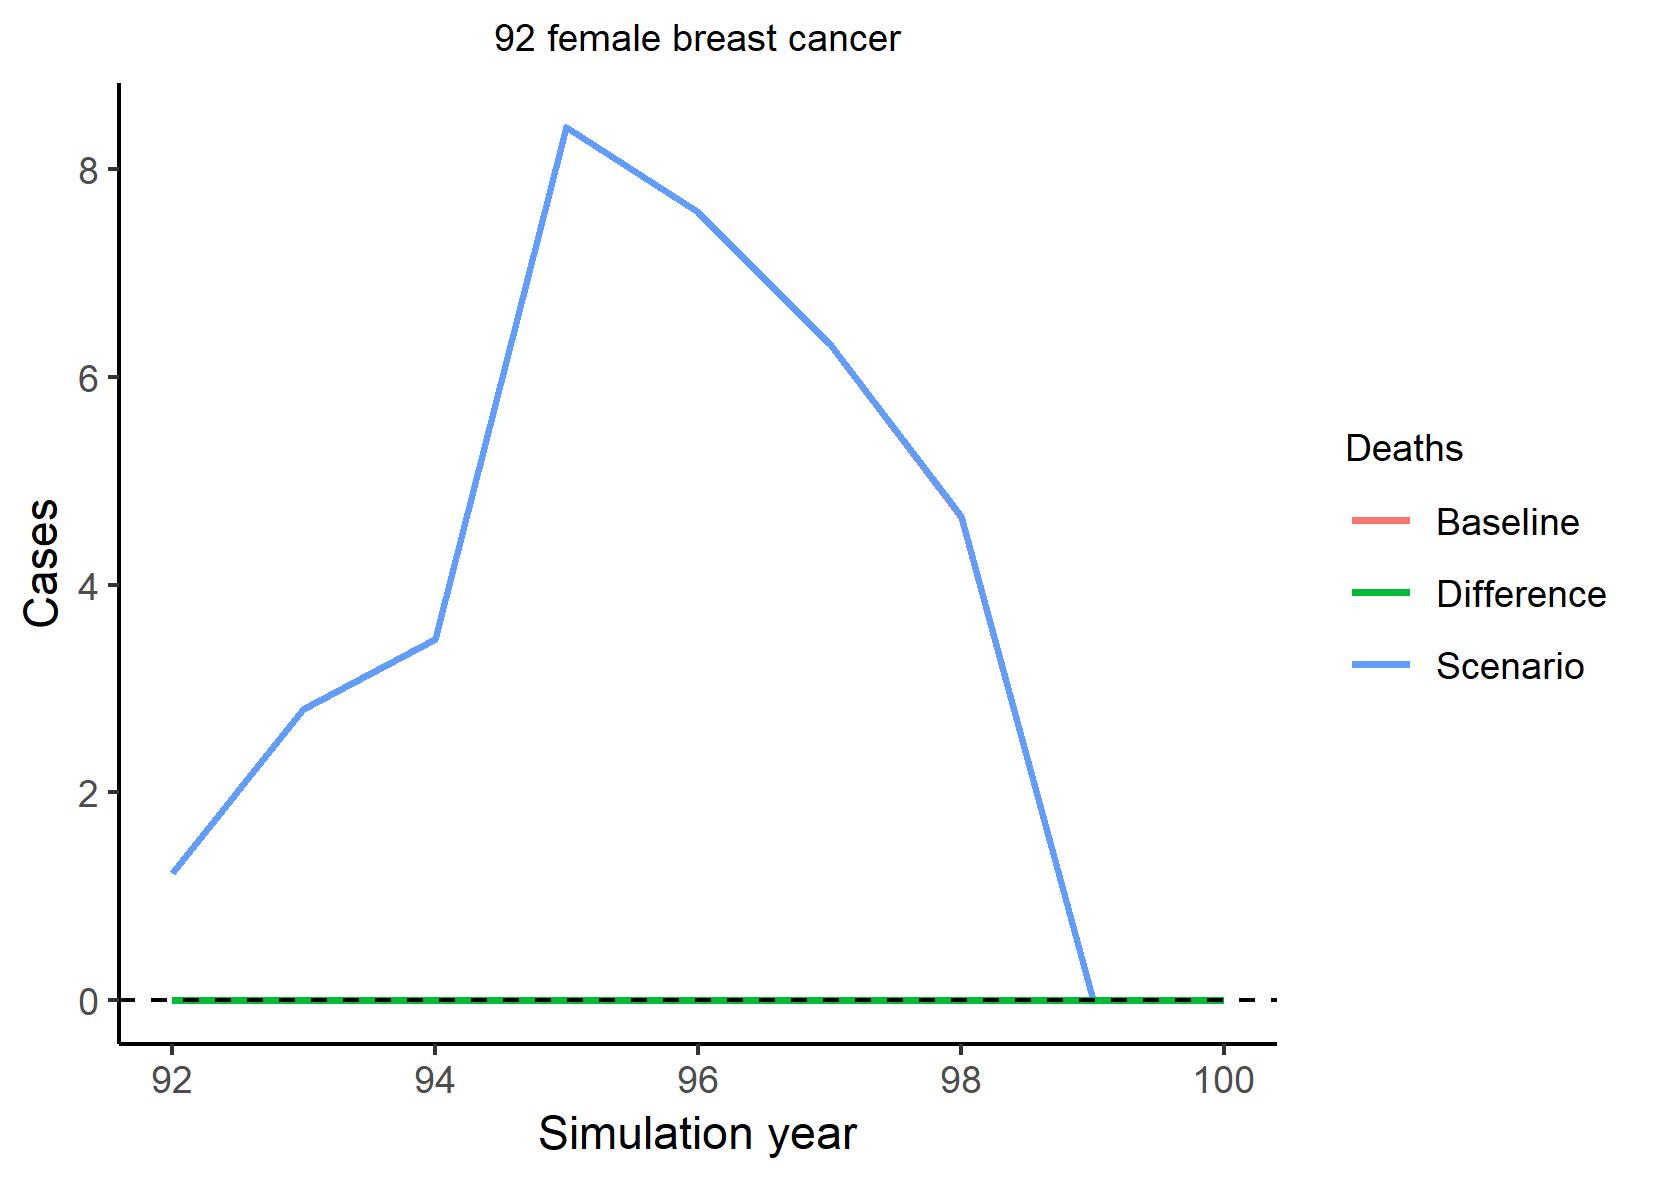 92 female breast cancer
Cases
8
6
4
2
0
92 94 96 98 100
Simulation year
Deaths
Baseline
Difference
Scenario